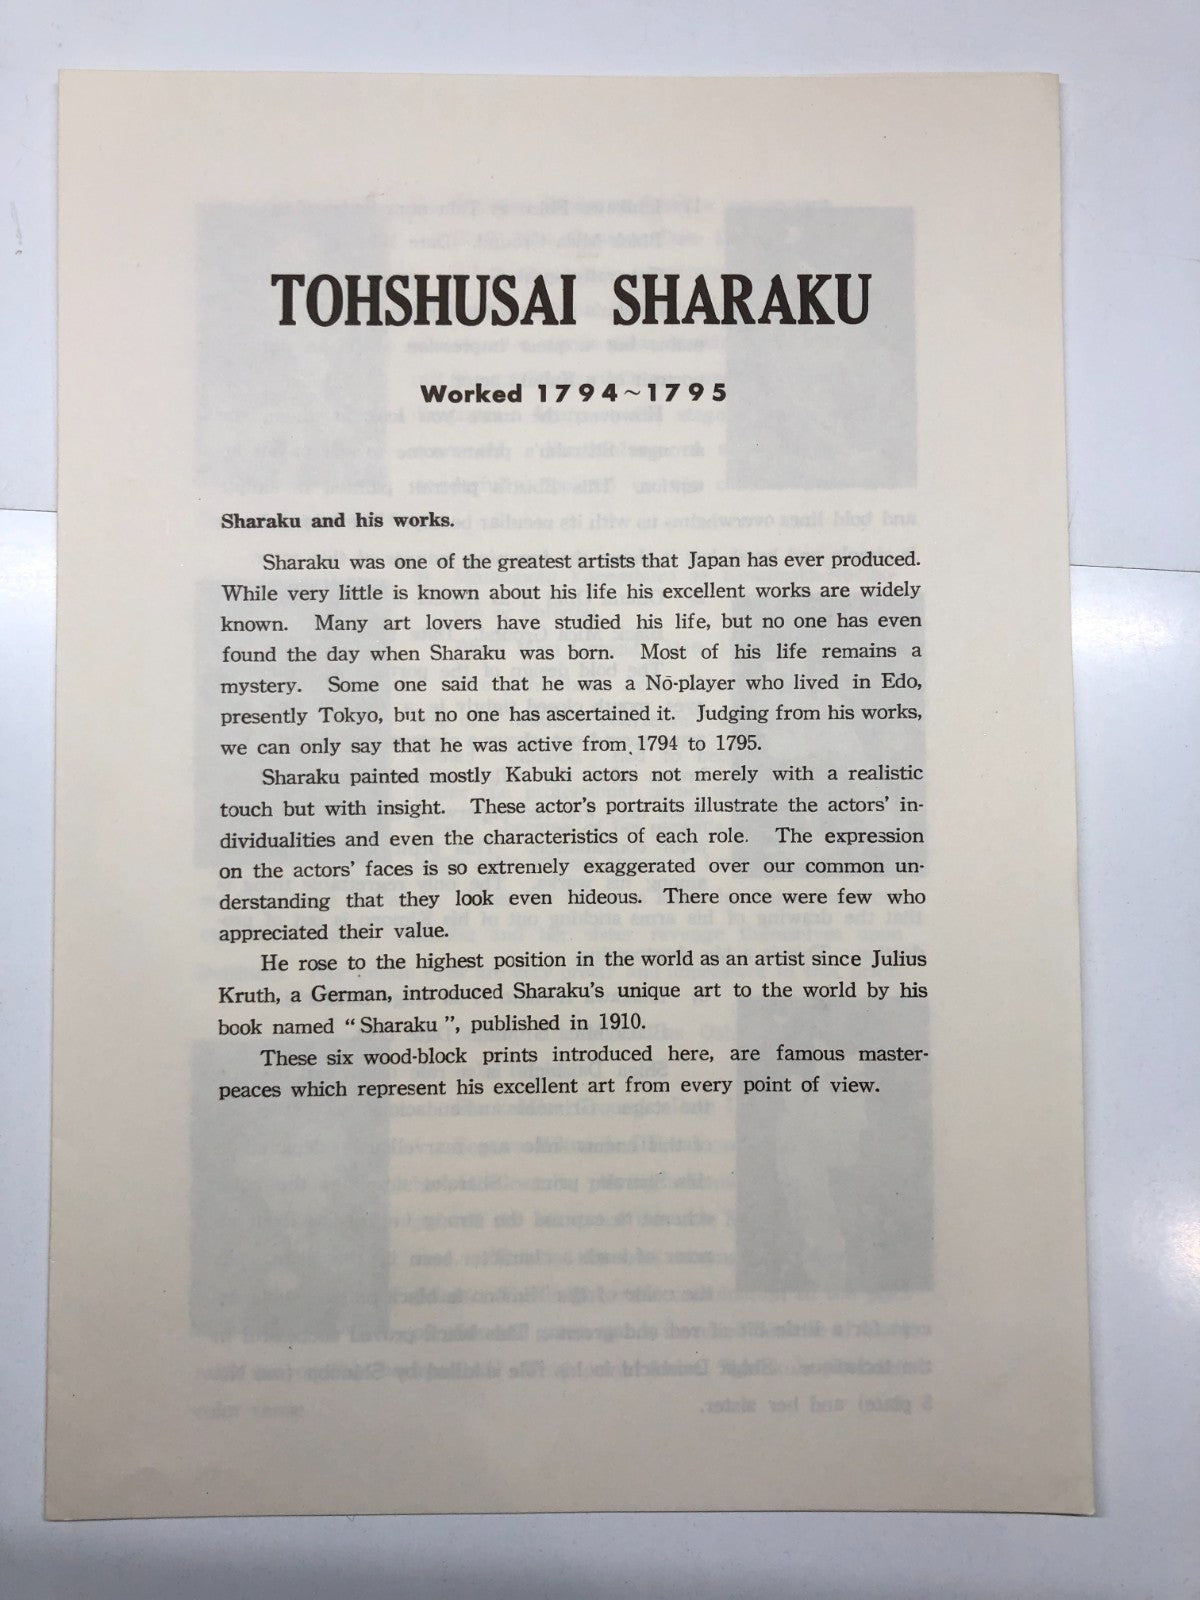 TOHSHUSAI SHARAKU
Worked 1794~1795
Sharaku and his works.
Sharaku was one of the greatest artists that Japan has ever produced.
While very little is known about his life his excellent works are widely
known. Many art lovers have studied his life, but no one has even
found the day when Sharaku was born. Most of his life remains a
mystery. Some one said that he was a Nō-player who lived in Edo,
presently Tokyo, but no one has ascertained it. Judging from his works,
we can only say that he was active from 1794 to 1795.
Sharaku painted mostly Kabuki actors not merely with a realistic
touch but with insight. These actor's portraits illustrate the actors' in-
dividualities and even the characteristics of each role. The expression
on the actors' faces is so extremely exaggerated over our common un-
derstanding that they look even hideous. There once were few who
appreciated their value.
He rose to the highest position in the world as an artist since Julius
Kruth, a German, introduced Sharaku's unique art to the world by his
book named "Sharaku", published in 1910.
These six wood-block prints introduced here, are famous master-
peaces which represent his excellent art from every point of view.